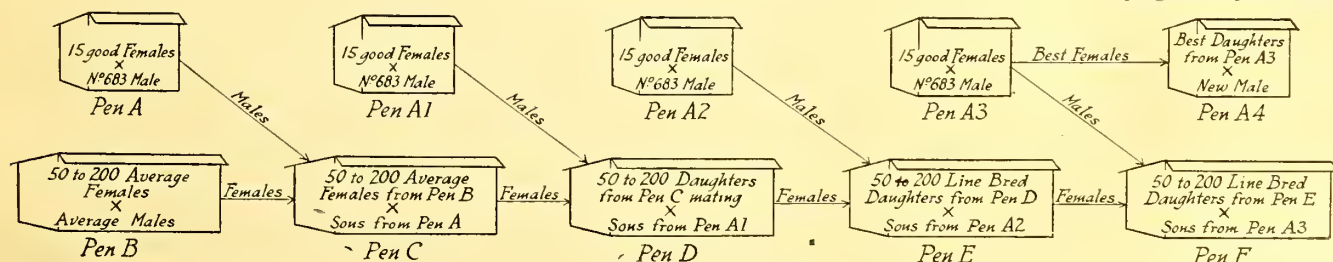 15 good Females
×
Nº683 Male
Pen A
15 good Females
×
Nº683 Male
Pen A1
15 good Females
×
Nº683 Male
Pen A2
15 good Females
×
Nº683 Male
Pen A3
Best Females
Best Daughters
from Pen A3
×
New Male
Pen A4
Males
Males
Males
Males
50 to 200 Average
Females
×
Average Males
Pen B
Females
50 to 200 Average
Females from Pen B
×
Sons from Pen A
Pen C
Females
50 to 200 Daughters
from Pen C mating
×
Sons from Pen A1
Pen D
Females
50 to 200 Line Bred
Daughters from Pen D
×
Sons from Pen A2
Pen E
Females
50 to 200 Line Bred
Daughters from Pen E
×
Sons from Pen A3
Pen F